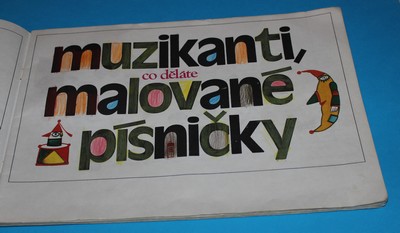 muzikanti,
co děláte
malované
písničky